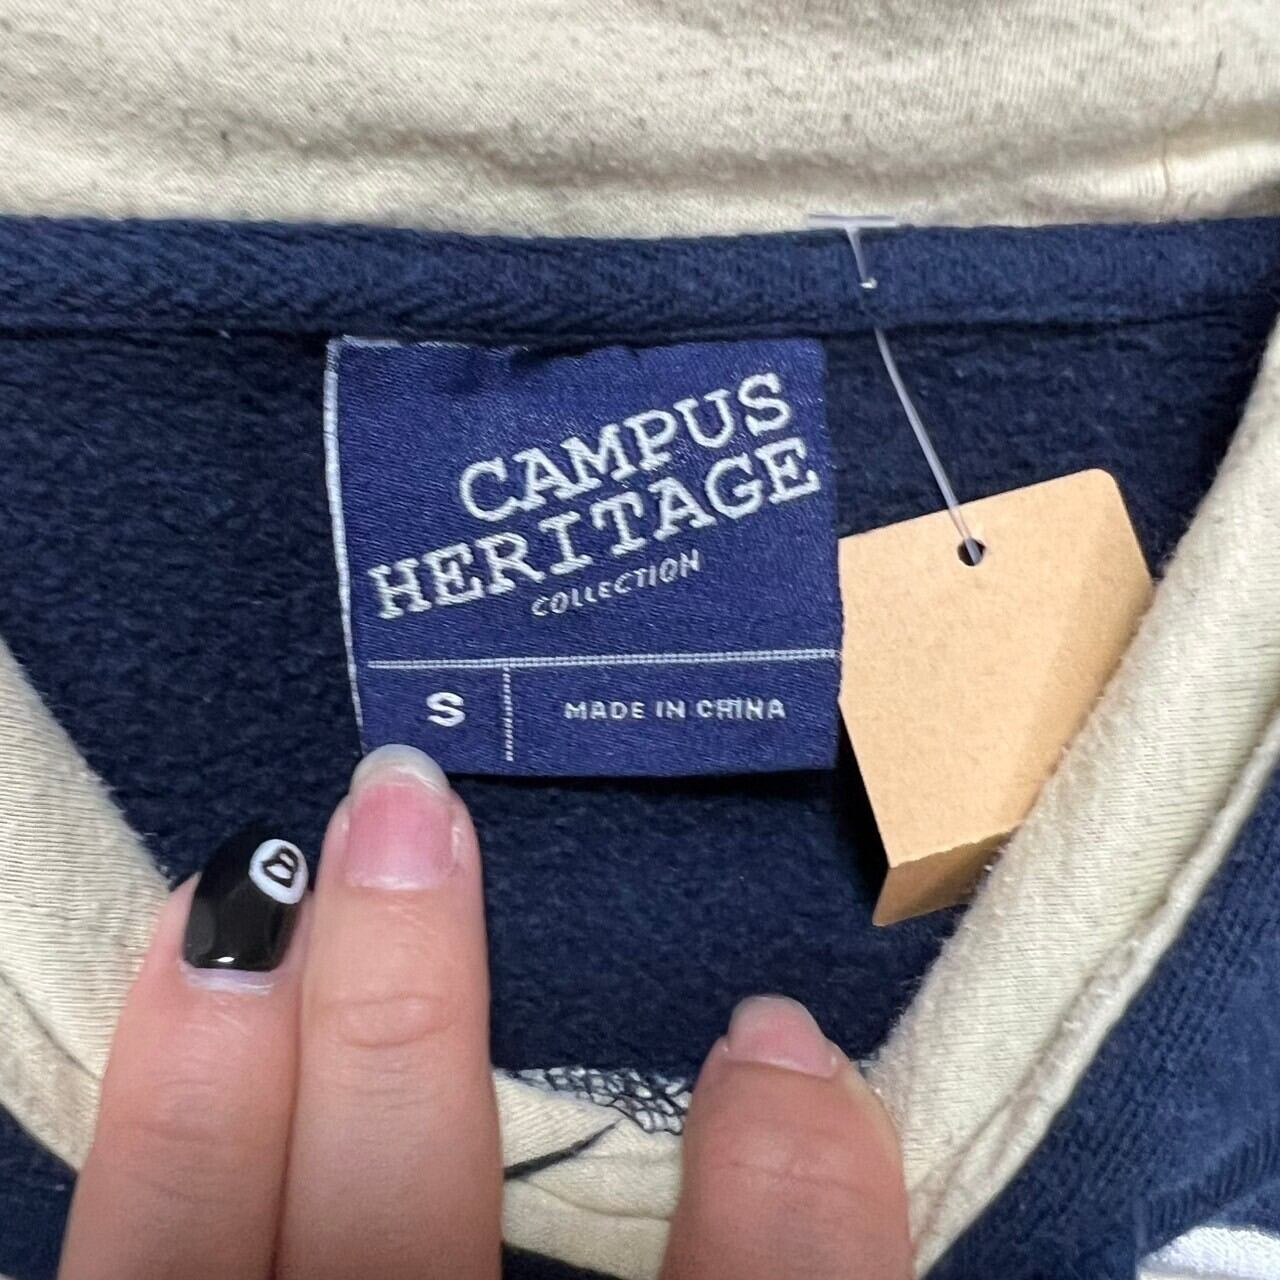 CAMPUS
HERITAGE
COLLECTION
S
MADE IN CHINA